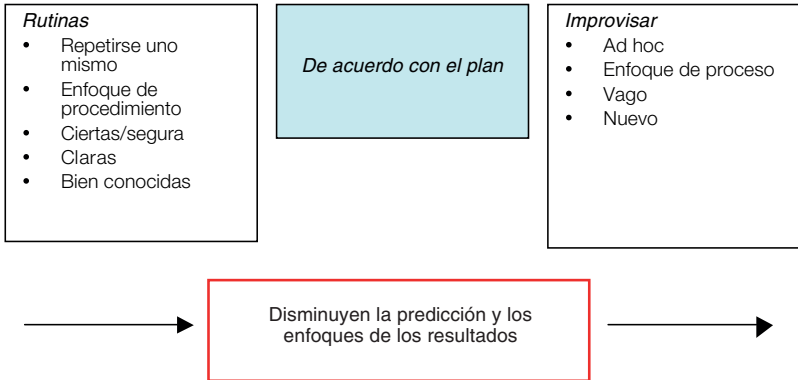 Rutinas
• Repetirse uno
mismo
• Enfoque de
procedimiento
• Ciertas/segura
• Claras
• Bien conocidas
De acuerdo con el plan
Improvisar
• Ad hoc
• Enfoque de proceso
• Vago
• Nuevo
Disminuyen la predicción y los
enfoques de los resultados